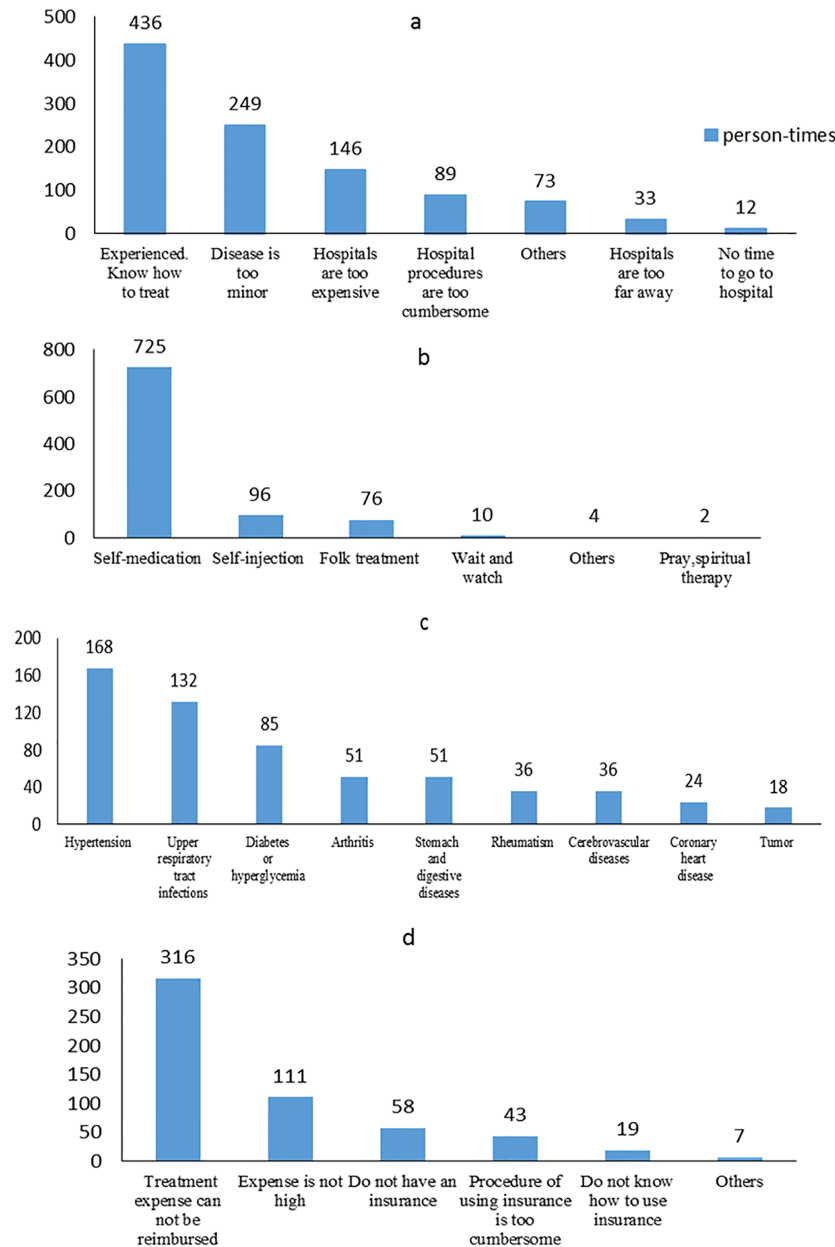 a
500
400
300
200
100
0
436
249
146
89
73
33
12
person-times
Experienced.
Know how
to treat
Disease is
too
minor
Hospitals
are too
expensive
Hospital
procedures
are too
cumbersome
Others
Hospitals
are too
far away
No time
to go to
hospital
b
800
600
400
200
0
725
96
76
10
4
2
Self-medication
Self-injection
Folk treatment
Wait and
watch
Others
Pray,spiritual
therapy
c
200
160
120
80
40
0
168
132
85
51
51
36
36
24
18
Hypertension
Upper
respiratory
tract
infections
Diabetes
or
hyperglycemia
Arthritis
Stomach
and
digestive
diseases
Rheumatism
Cerebrovascular
diseases
Coronary
heart
disease
Tumor
d
350
300
250
200
150
100
50
0
316
111
58
43
19
7
Treatment
expense can
not be
reimbursed
Expense is not
high
Do not have an
insurance
Procedure of
using insurance
is too
cumbersome
Do not know
how to use
insurance
Others